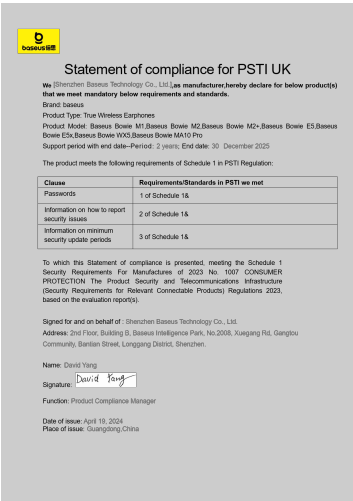 baseus倍思
Statement of compliance for PSTI UK
We [Shenzhen Baseus Technology Co., Ltd.],as manufacturer,hereby declare for below product(s)
that we meet mandatory below requirements and standards.
Brand: baseus
Product Type: True Wireless Earphones
Product Model: Baseus Bowie M1,Baseus Bowie M2,Baseus Bowie M2+,Baseus Bowie E5,Baseus
Bowie E5x,Baseus Bowie WX5,Baseus Bowie MA10 Pro
Support period with end date--Period: 2 years; End date: 30 December 2025
The product meets the following requirements of Schedule 1 in PSTI Regulation:
Clause Requirements/Standards in PSTI we met
Passwords 1 of Schedule 1&
Information on how to report
security issues 2 of Schedule 1&
Information on minimum
security update periods 3 of Schedule 1&
To which this Statement of compliance is presented, meeting the Schedule 1
Security Requirements For Manufactures of 2023 No. 1007 CONSUMER
PROTECTION The Product Security and Telecommunications Infrastructure
(Security Requirements for Relevant Connectable Products) Regulations 2023,
based on the evaluation report(s).
Signed for and on behalf of : Shenzhen Baseus Technology Co., Ltd.
Address: 2nd Floor, Building B, Baseus Intelligence Park, No.2008, Xuegang Rd, Gangtou
Community, Bantian Street, Longgang District, Shenzhen.
Name: David Yang
Signature: David Yang
Function: Product Compliance Manager
Date of issue: April 19, 2024
Place of issue: Guangdong,China